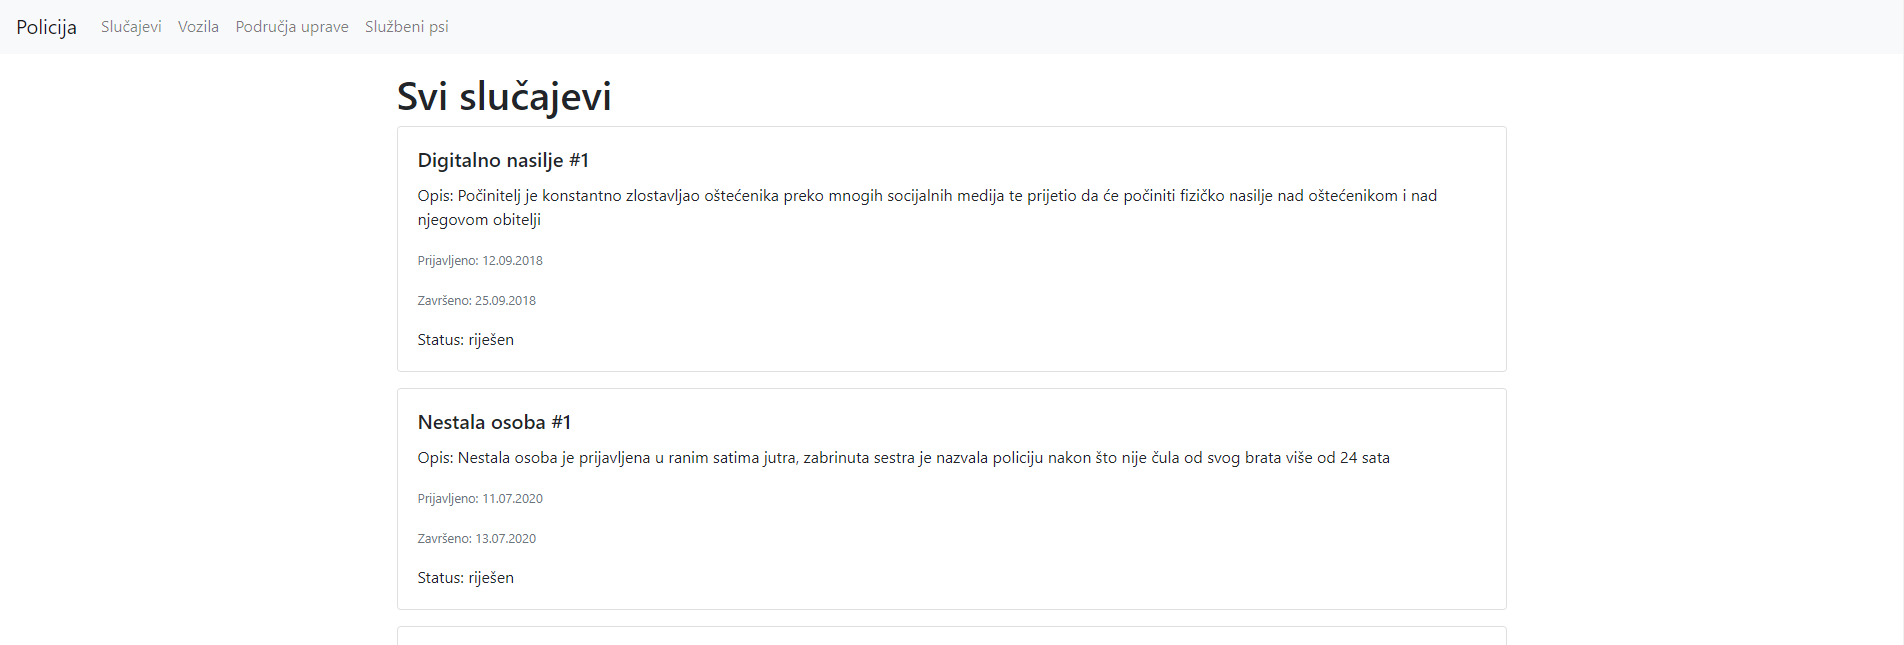 Policija Slučajevi Vozila Područja uprave Službeni psi
Svi slučajevi
Digitalno nasilje #1
Opis: Počinitelj je konstantno zlostavljao oštećenika preko mnogih socijalnih medija te prijetio da će počiniti fizičko nasilje nad oštećenikom i nad
njegovom obitelji
Prijavljeno: 12.09.2018
Završeno: 25.09.2018
Status: riješen
Nestala osoba #1
Opis: Nestala osoba je prijavljena u ranim satima jutra, zabrinuta sestra je nazvala policiju nakon što nije čula od svog brata više od 24 sata
Prijavljeno: 11.07.2020
Završeno: 13.07.2020
Status: riješen